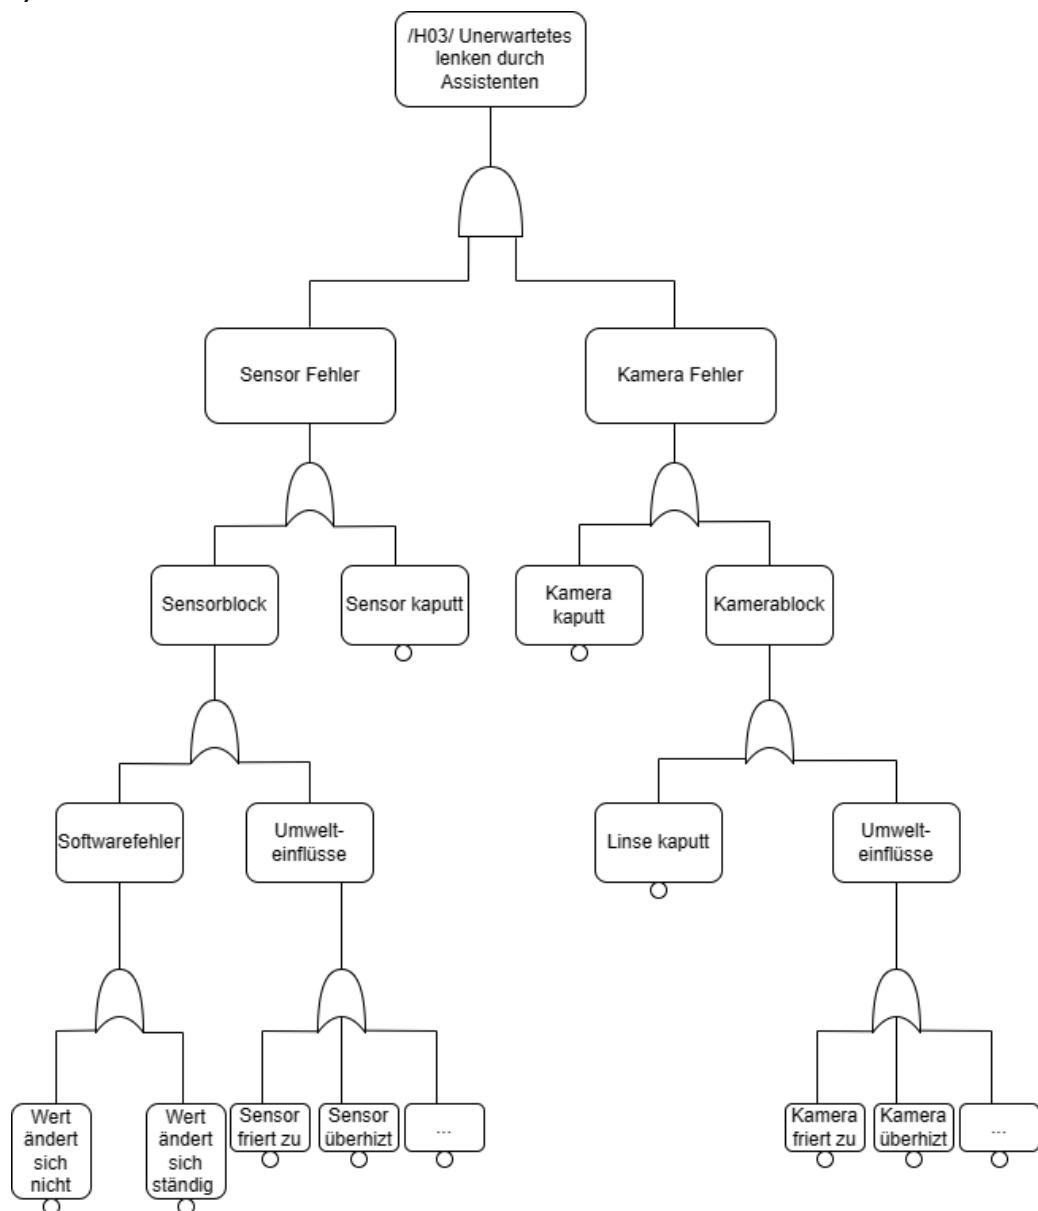 /H03/ Unerwartetes
lenken durch
Assistenten
Sensor Fehler
Kamera Fehler
Sensorblock
Sensor kaputt
Kamera
kaputt
Kamerablock
Softwarefehler
Umwelt-
einflüsse
Linse kaputt
Umwelt-
einflüsse
Wert
ändert
sich
nicht
Wert
ändert
sich
ständig
Sensor
friert zu
Sensor
überhizt
...
Kamera
friert zu
Kamera
überhizt
...